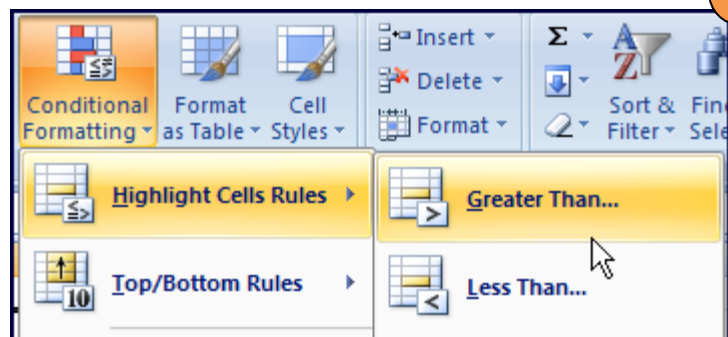 Insert
Delete
Format
Σ
A
Z
Conditional
Formatting
Format
as Table
Cell
Styles
Sort &
Filter
Highlight Cells Rules
Top/Bottom Rules
10
Greater Than...
Less Than...